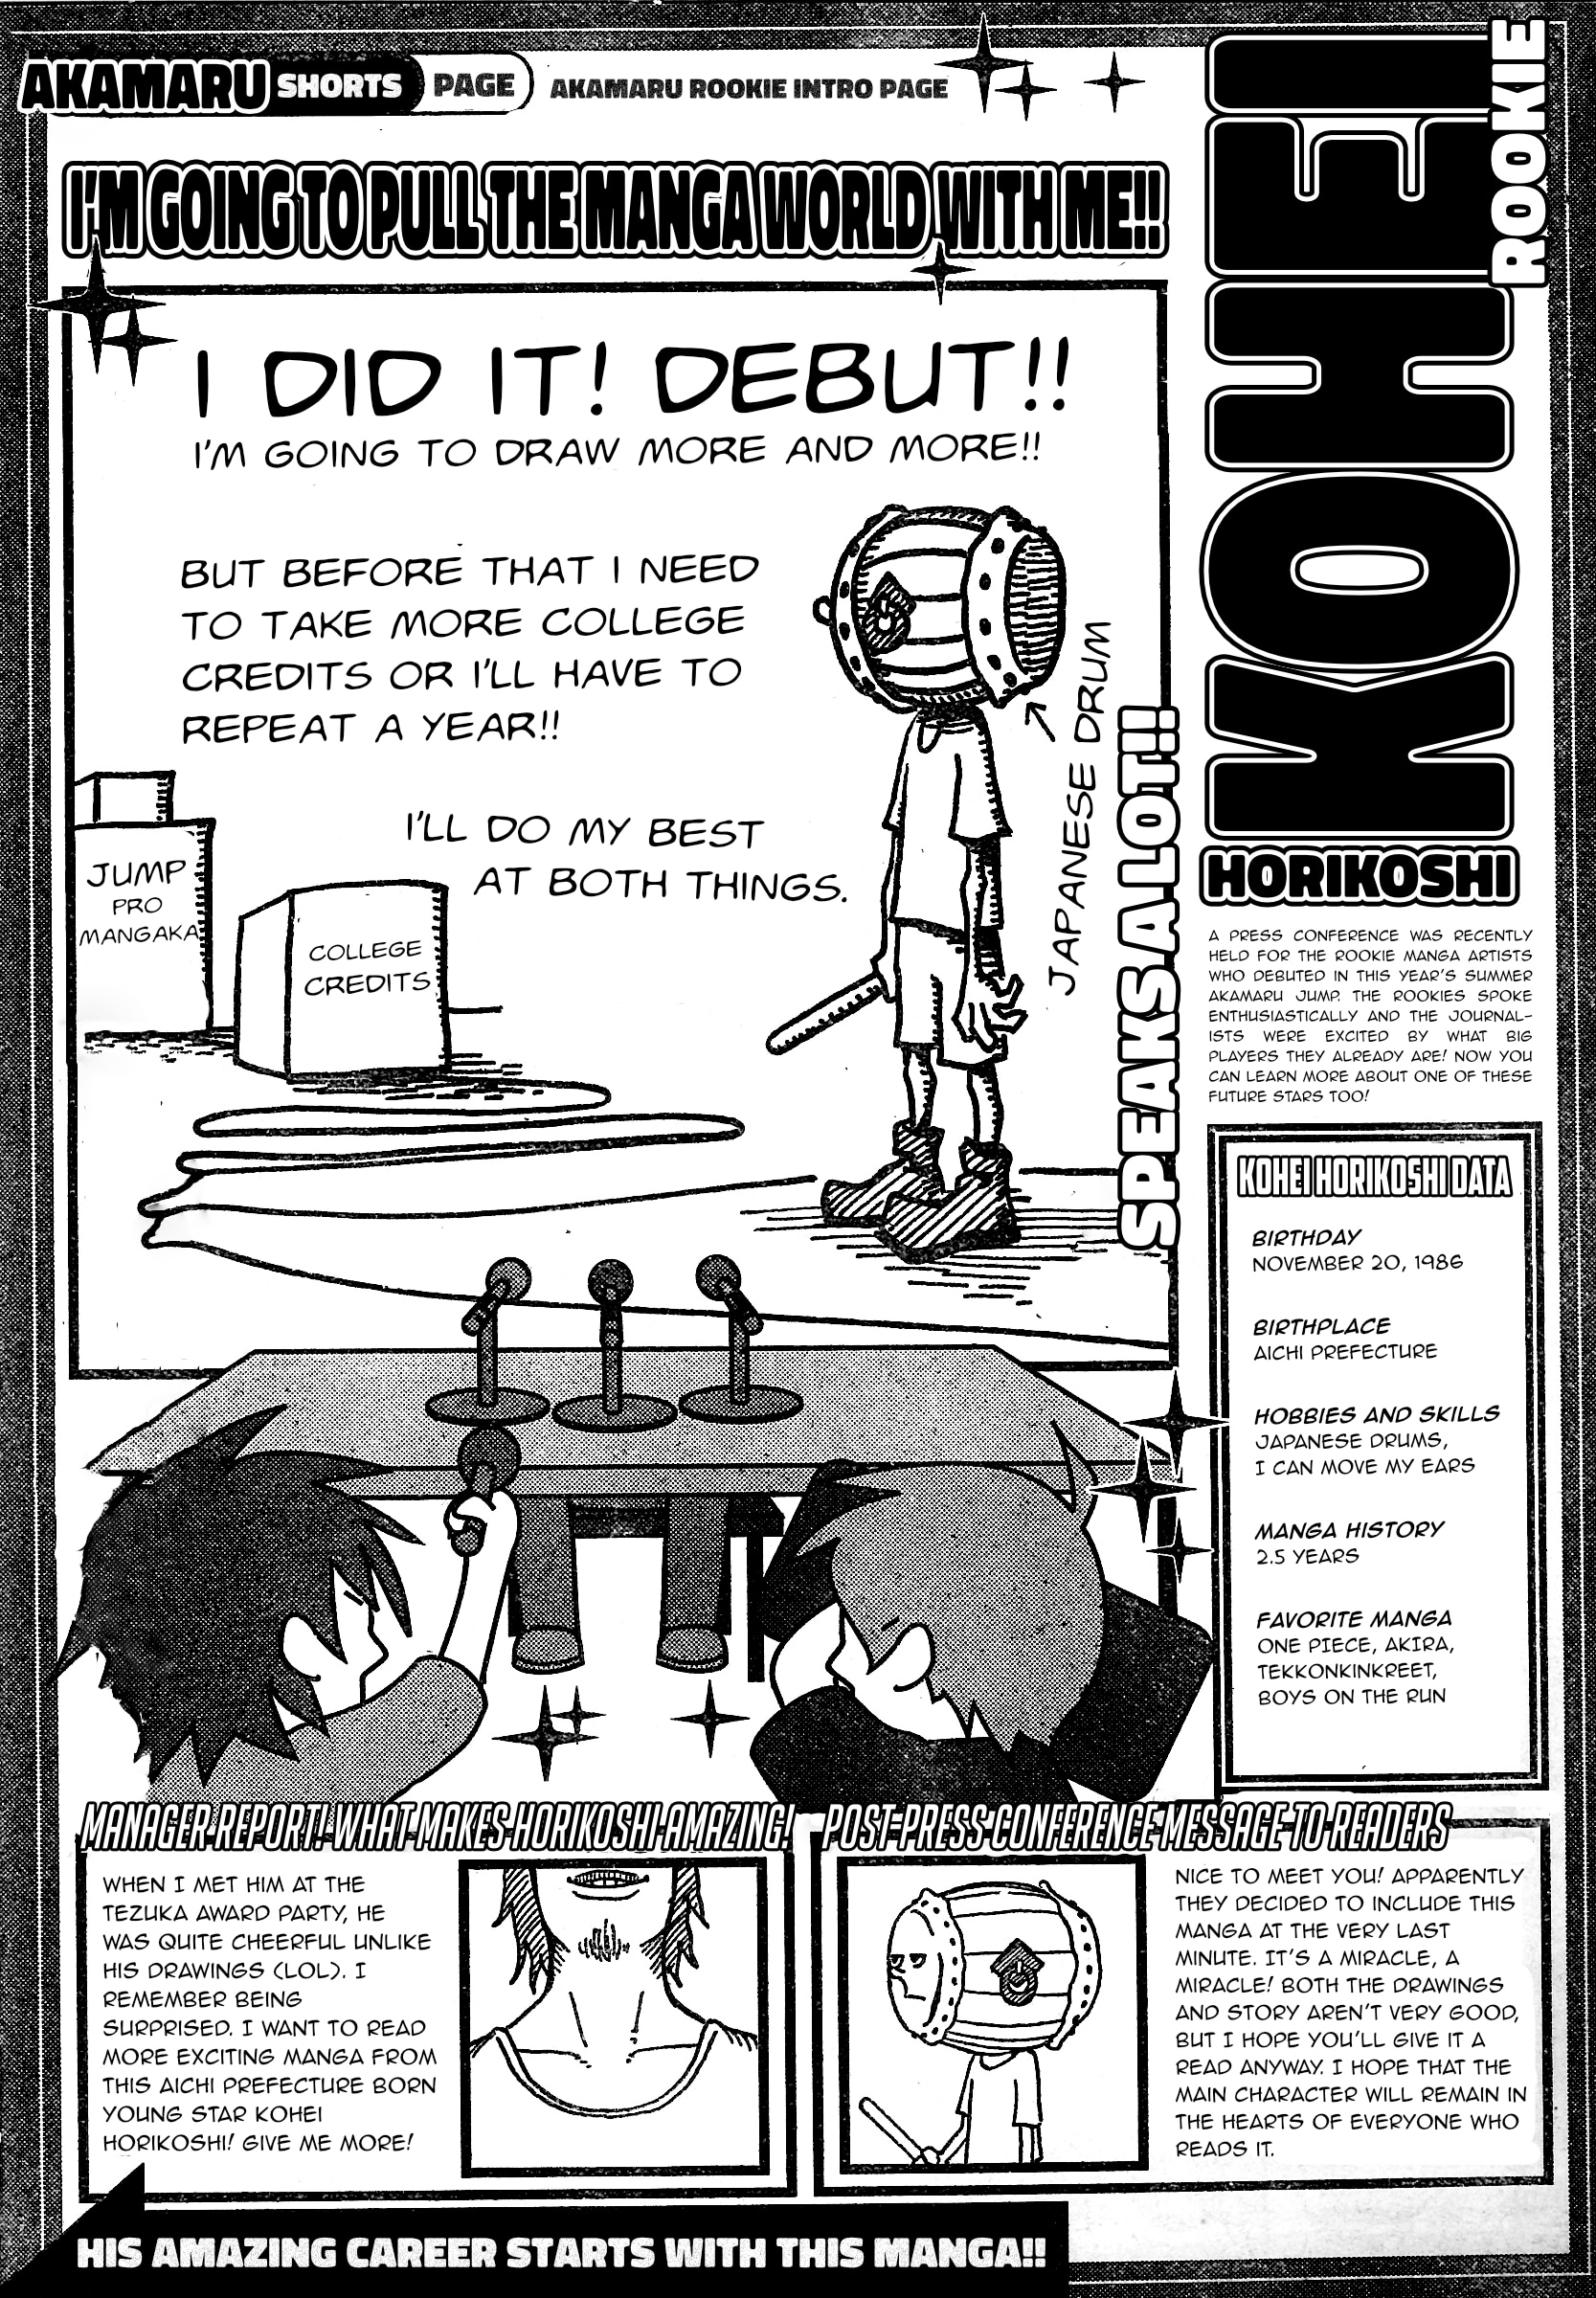 AKAMARU SHORTS PAGE AKAMARU ROOKIE INTRO PAGE
I'M GOING TO PULL THE MANGA WORLD WITH ME!!
ROOKIE
KOHEI
HORIKOSHI
SPEAKS A LOT!!
I DID IT! DEBUT!!
I'M GOING TO DRAW MORE AND MORE!!
BUT BEFORE THAT I NEED
TO TAKE MORE COLLEGE
CREDITS OR I'LL HAVE TO
REPEAT A YEAR!!
I'LL DO MY BEST
AT BOTH THINGS.
JAPANESE DRUM
JUMP
PRO
MANGAKA
COLLEGE
CREDITS
A PRESS CONFERENCE WAS RECENTLY
HELD FOR THE ROOKIE MANGA ARTISTS
WHO DEBUTED IN THIS YEAR'S SUMMER
AKAMARU JUMP. THE ROOKIES SPOKE
ENTHUSIASTICALLY AND THE JOURNAL-
ISTS WERE EXCITED BY WHAT BIG
PLAYERS THEY ALREADY ARE! NOW YOU
CAN LEARN MORE ABOUT ONE OF THESE
FUTURE STARS TOO!
KOHEI HORIKOSHI DATA
BIRTHDAY
NOVEMBER 20, 1986
BIRTHPLACE
AICHI PREFECTURE
HOBBIES AND SKILLS
JAPANESE DRUMS,
I CAN MOVE MY EARS
MANGA HISTORY
2.5 YEARS
FAVORITE MANGA
ONE PIECE, AKIRA,
TEKKONKINKREET,
BOYS ON THE RUN
MANAGER REPORT! WHAT MAKES HORIKOSHI AMAZING!
WHEN I MET HIM AT THE
TEZUKA AWARD PARTY, HE
WAS QUITE CHEERFUL UNLIKE
HIS DRAWINGS (LOL). I
REMEMBER BEING
SURPRISED. I WANT TO READ
MORE EXCITING MANGA FROM
THIS AICHI PREFECTURE BORN
YOUNG STAR KOHEI
HORIKOSHI! GIVE ME MORE!
POST-PRESS CONFERENCE MESSAGE TO READERS
NICE TO MEET YOU! APPARENTLY
THEY DECIDED TO INCLUDE THIS
MANGA AT THE VERY LAST
MINUTE. IT'S A MIRACLE, A
MIRACLE! BOTH THE DRAWINGS
AND STORY AREN'T VERY GOOD,
BUT I HOPE YOU'LL GIVE IT A
READ ANYWAY. I HOPE THAT THE
MAIN CHARACTER WILL REMAIN IN
THE HEARTS OF EVERYONE WHO
READS IT.
HIS AMAZING CAREER STARTS WITH THIS MANGA!!